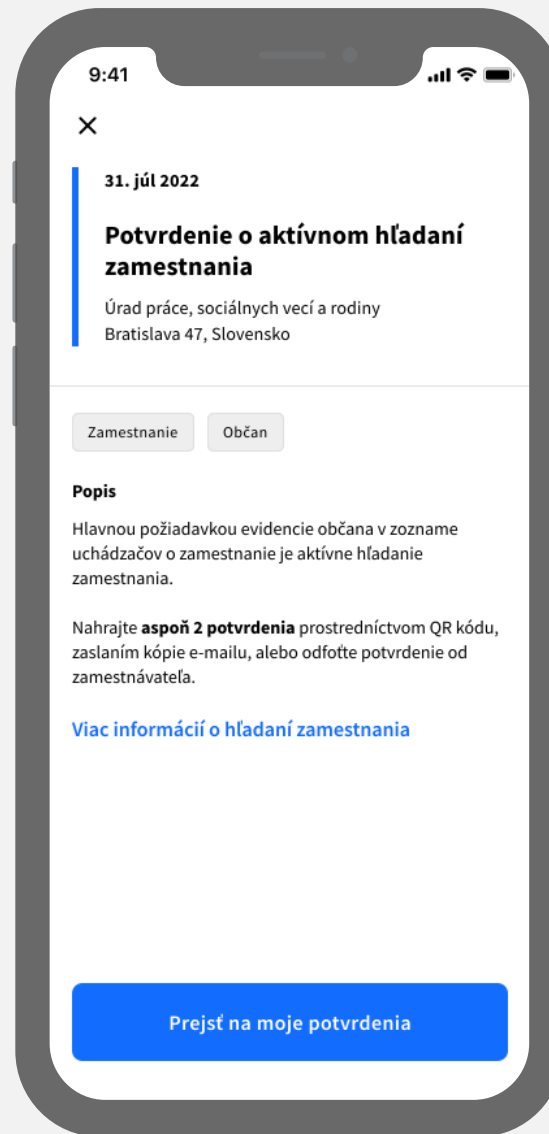 9:41
31. júl 2022
Potvrdenie o aktívnom hľadaní
zamestnania
Úrad práce, sociálnych vecí a rodiny
Bratislava 47, Slovensko
Zamestnanie
Občan
Popis
Hlavnou požiadavkou evidencie občana v zozname
uchádzačov o zamestnanie je aktívne hľadanie
zamestnania.
Nahrajte aspoň 2 potvrdenia prostredníctvom QR kódu,
zaslaním kópie e-mailu, alebo odfoťte potvrdenie od
zamestnávateľa.
Viac informácií o hľadaní zamestnania
Prejsť na moje potvrdenia